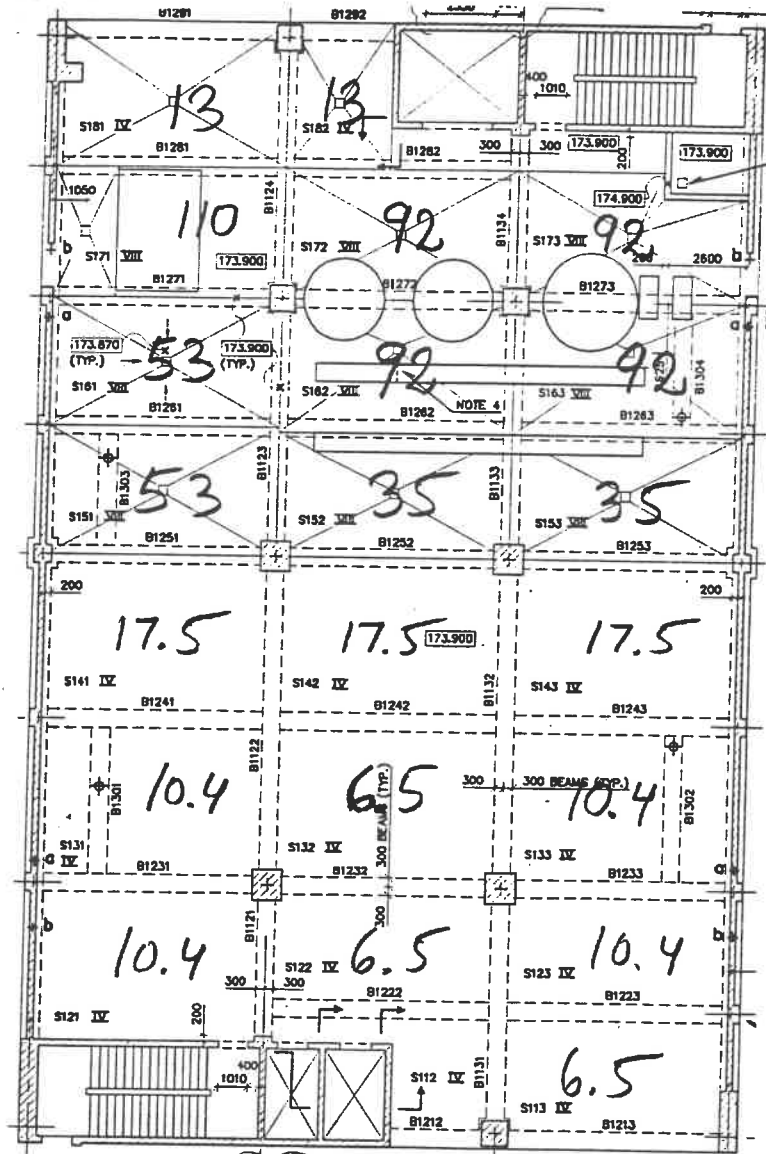 B1281 B1292
400
1010
13 13
S181 IV S182 IV
B1281 B1282 300 300 173.900 200 173.900
1050 B1124 110 B1134 174.900
S171 VIII S172 VIII 92 S173 VIII 92
b 173.900 2600
B1271 B1272 B1273
a a
173.870 (TYP.) 53 173.900 (TYP.) 92 92 B1304
S161 VIII S162 VIII S163 VIII
B1261 B1262 NOTE 4 B1263
B1303 53 B1123 35 B1133 35
S151 VIII S152 VIII S153 VIII
B1251 B1252 B1253
200 200
17.5 17.5 173.900 17.5
S141 IV S142 IV B1132 S143 IV
B1241 B1242 B1243
B1122
B1301 10.4 6.5 300 300 BEAMS (TYP.) 10.4 B1302
300 BEAMS (TYP.)
S131 IV S132 IV S133 IV
a a
B1231 B1232 B1233
300
b B1121 b
10.4 6.5 10.4
S122 IV S123 IV
300 300 B1222 B1223
S121 IV 200
400
1010 S112 IV B1131 6.5
S113 IV
B1212 B1213